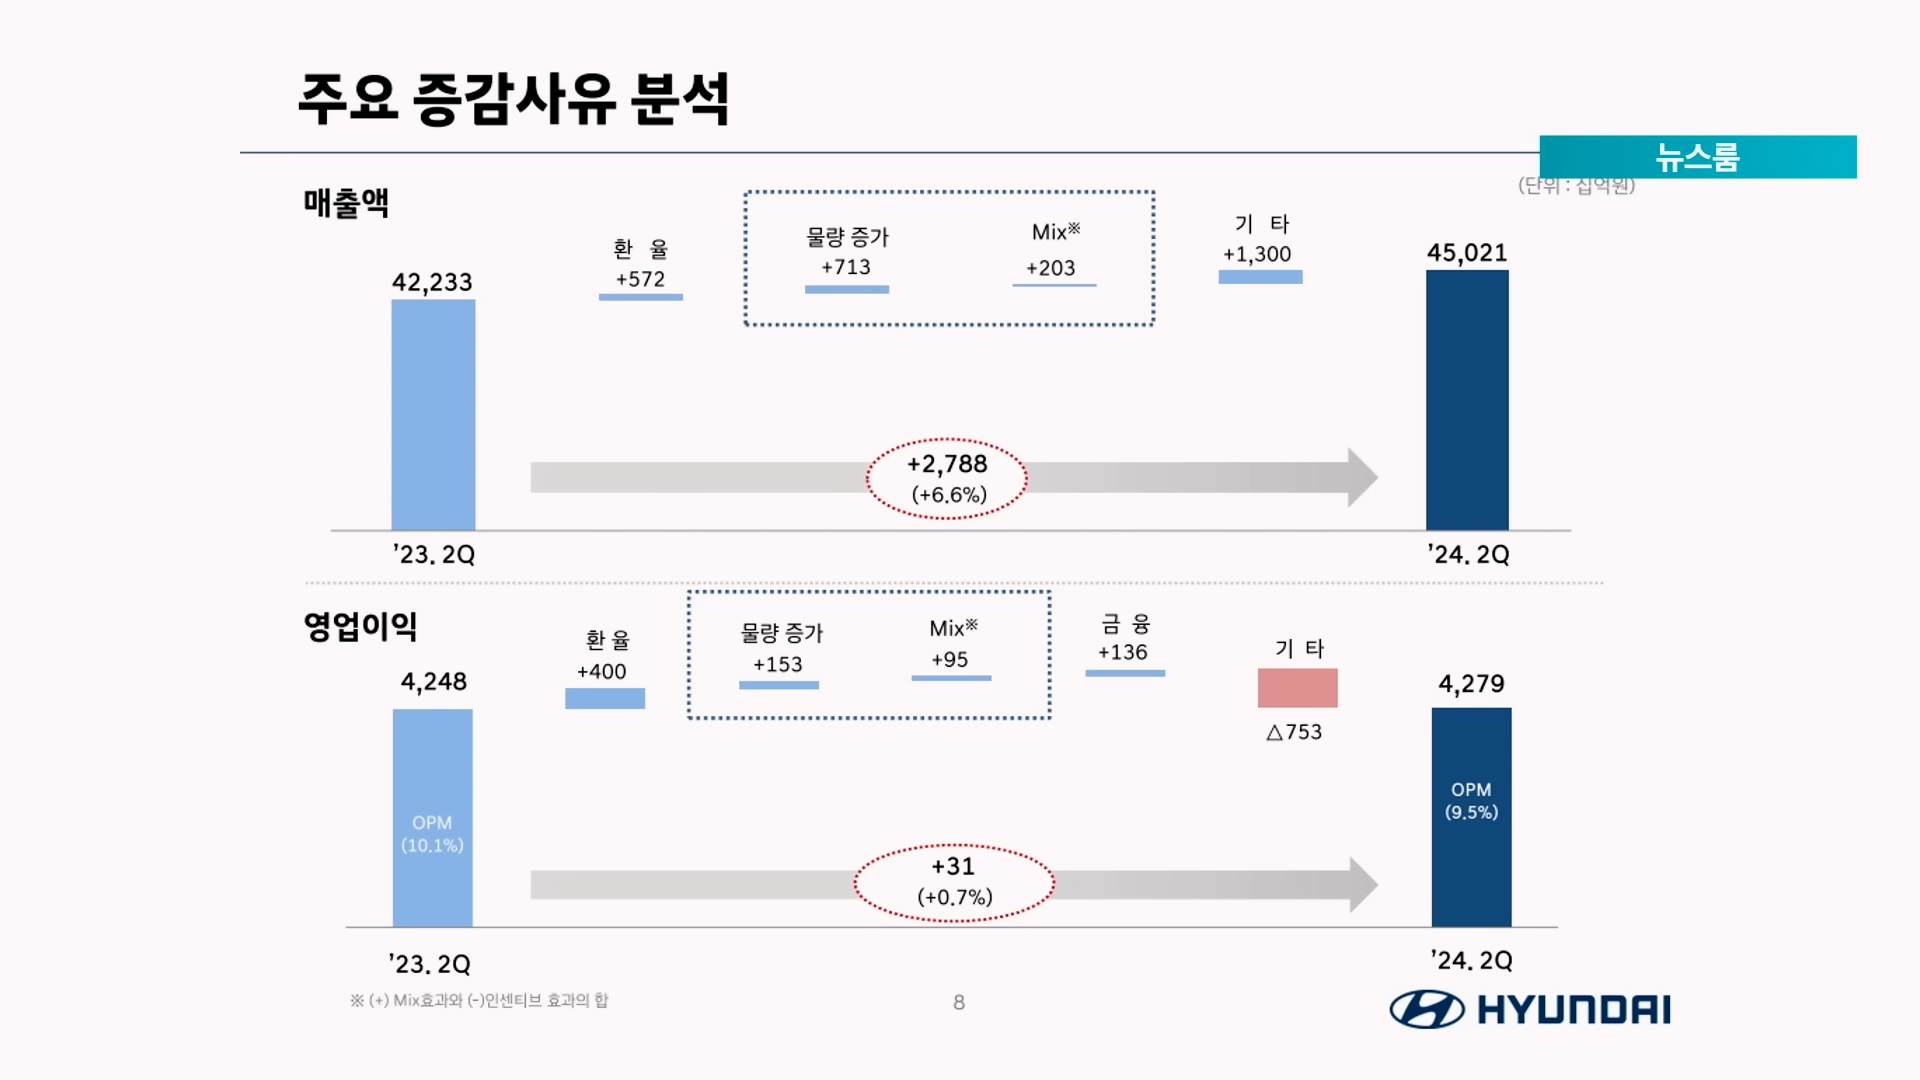 주요 증감사유 분석
뉴스룸
(단위 : 십억원)
매출액
42,233
환 율
+572
물량 증가
+713
Mix※
+203
기 타
+1,300
45,021
+2,788
(+6.6%)
’23. 2Q
’24. 2Q
영업이익
4,248
환 율
+400
물량 증가
+153
Mix※
+95
금 융
+136
기 타
△753
4,279
OPM
(10.1%)
OPM
(9.5%)
+31
(+0.7%)
’23. 2Q
’24. 2Q
※ (+) Mix효과와 (-)인센티브 효과의 합
8
HYUNDAI